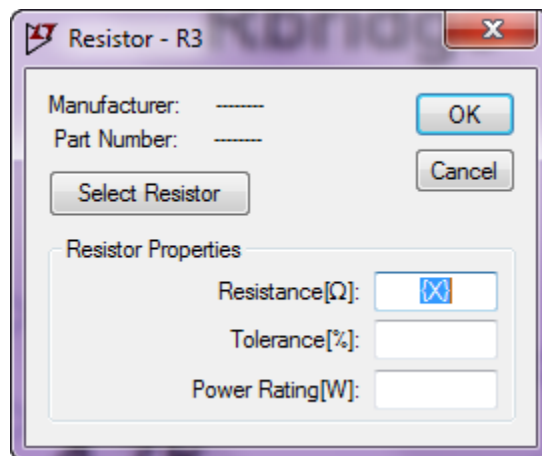 Resistor - R3
Manufacturer: --------
Part Number: --------
OK
Cancel
Select Resistor
Resistor Properties
Resistance[Ω]: {X}
Tolerance[%]:
Power Rating[W]: